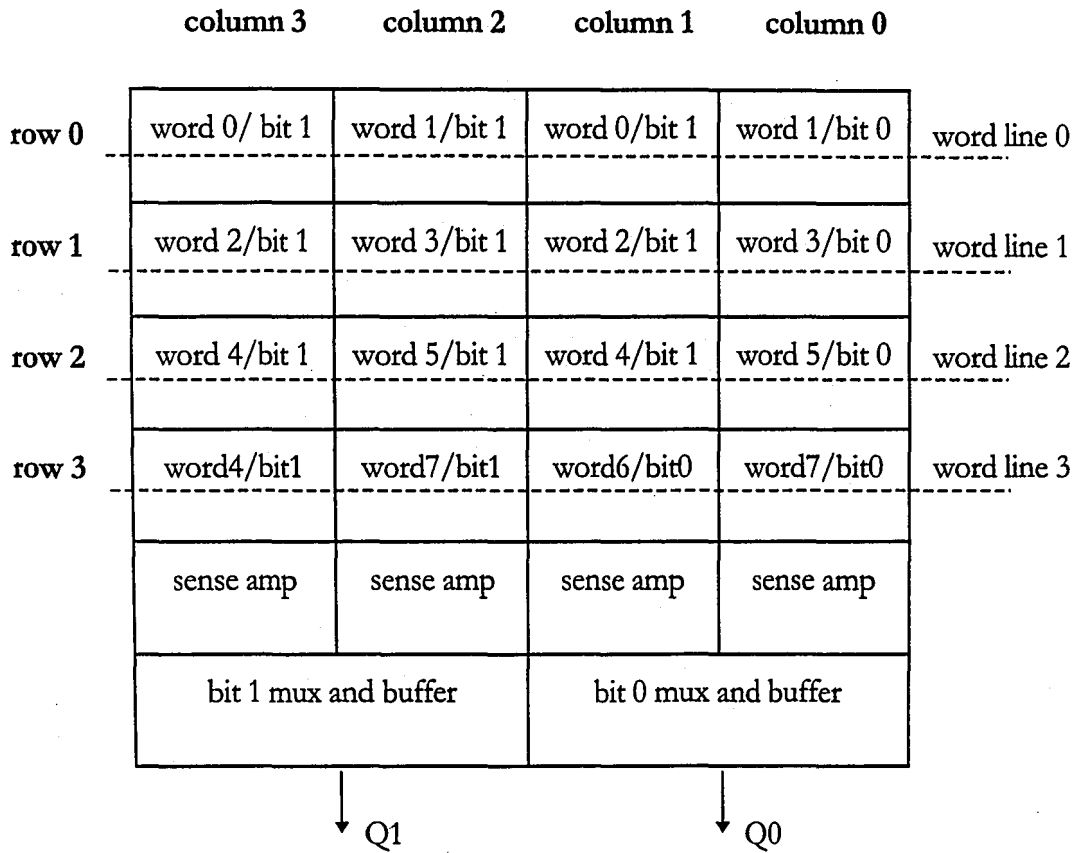 column 3 column 2 column 1 column 0
row 0 word 0/ bit 1 word 1/bit 1 word 0/bit 1 word 1/bit 0 word line 0
row 1 word 2/bit 1 word 3/bit 1 word 2/bit 1 word 3/bit 0 word line 1
row 2 word 4/bit 1 word 5/bit 1 word 4/bit 1 word 5/bit 0 word line 2
row 3 word4/bit1 word7/bit1 word6/bit0 word7/bit0 word line 3
sense amp sense amp sense amp sense amp
bit 1 mux and buffer bit 0 mux and buffer
Q1 Q0